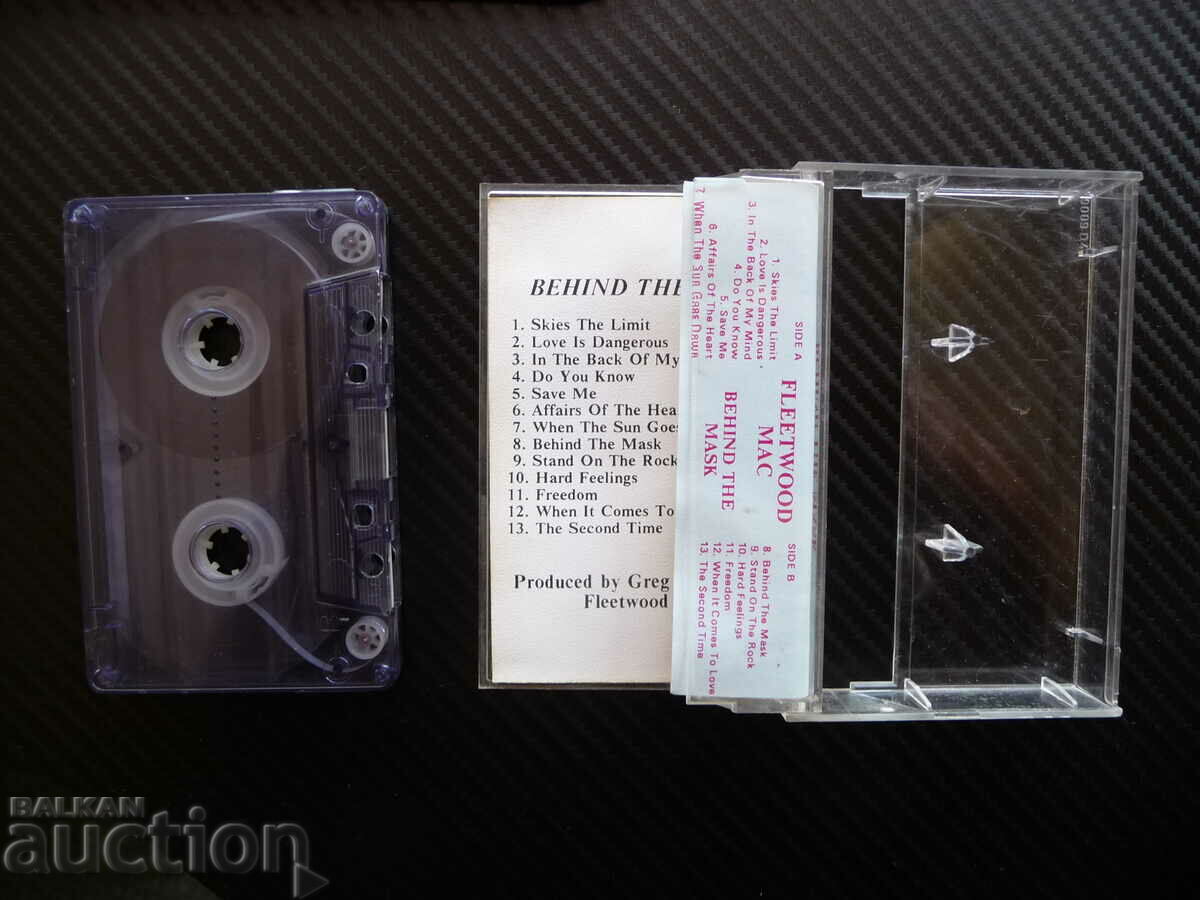 BEHIND THE
1. Skies The Limit
2. Love Is Dangerous
3. In The Back Of My
4. Do You Know
5. Save Me
6. Affairs Of The Hea
7. When The Sun Goes
8. Behind The Mask
9. Stand On The Rock
10. Hard Feelings
11. Freedom
12. When It Comes To
13. The Second Time
Produced by Greg
Fleetwood
SIDE A
1. Skies The Limit
2. Love Is Dangerous
3. In The Back Of My Mind
4. Do You Know
5. Save Me
6. Affairs Of The Heart
7 When The Sun Goes Down
FLEETWOOD
MAC
BEHIND THE
MASK
SIDE B
8. Behind The Mask
9. Stand On The Rock
10. Hard Feelings
11. Freedom
12. When It Comes To Love
13. The Second Time
BALKAN
auction